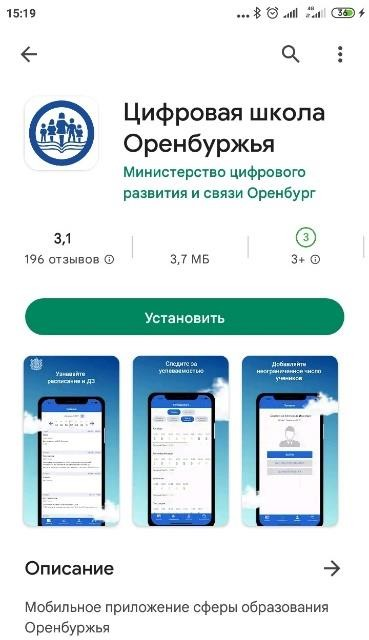 15:19
4G
36
Цифровая школа
Оренбуржья
Министерство цифрового
развития и связи Оренбург
3,1
196 отзывов
3,7 МБ
3
3+
Установить
Узнавайте
расписание и ДЗ
Следите за
успеваемостью
Добавляйте
неограниченное число
учеников
Описание
Мобильное приложение сферы образования
Оренбуржья